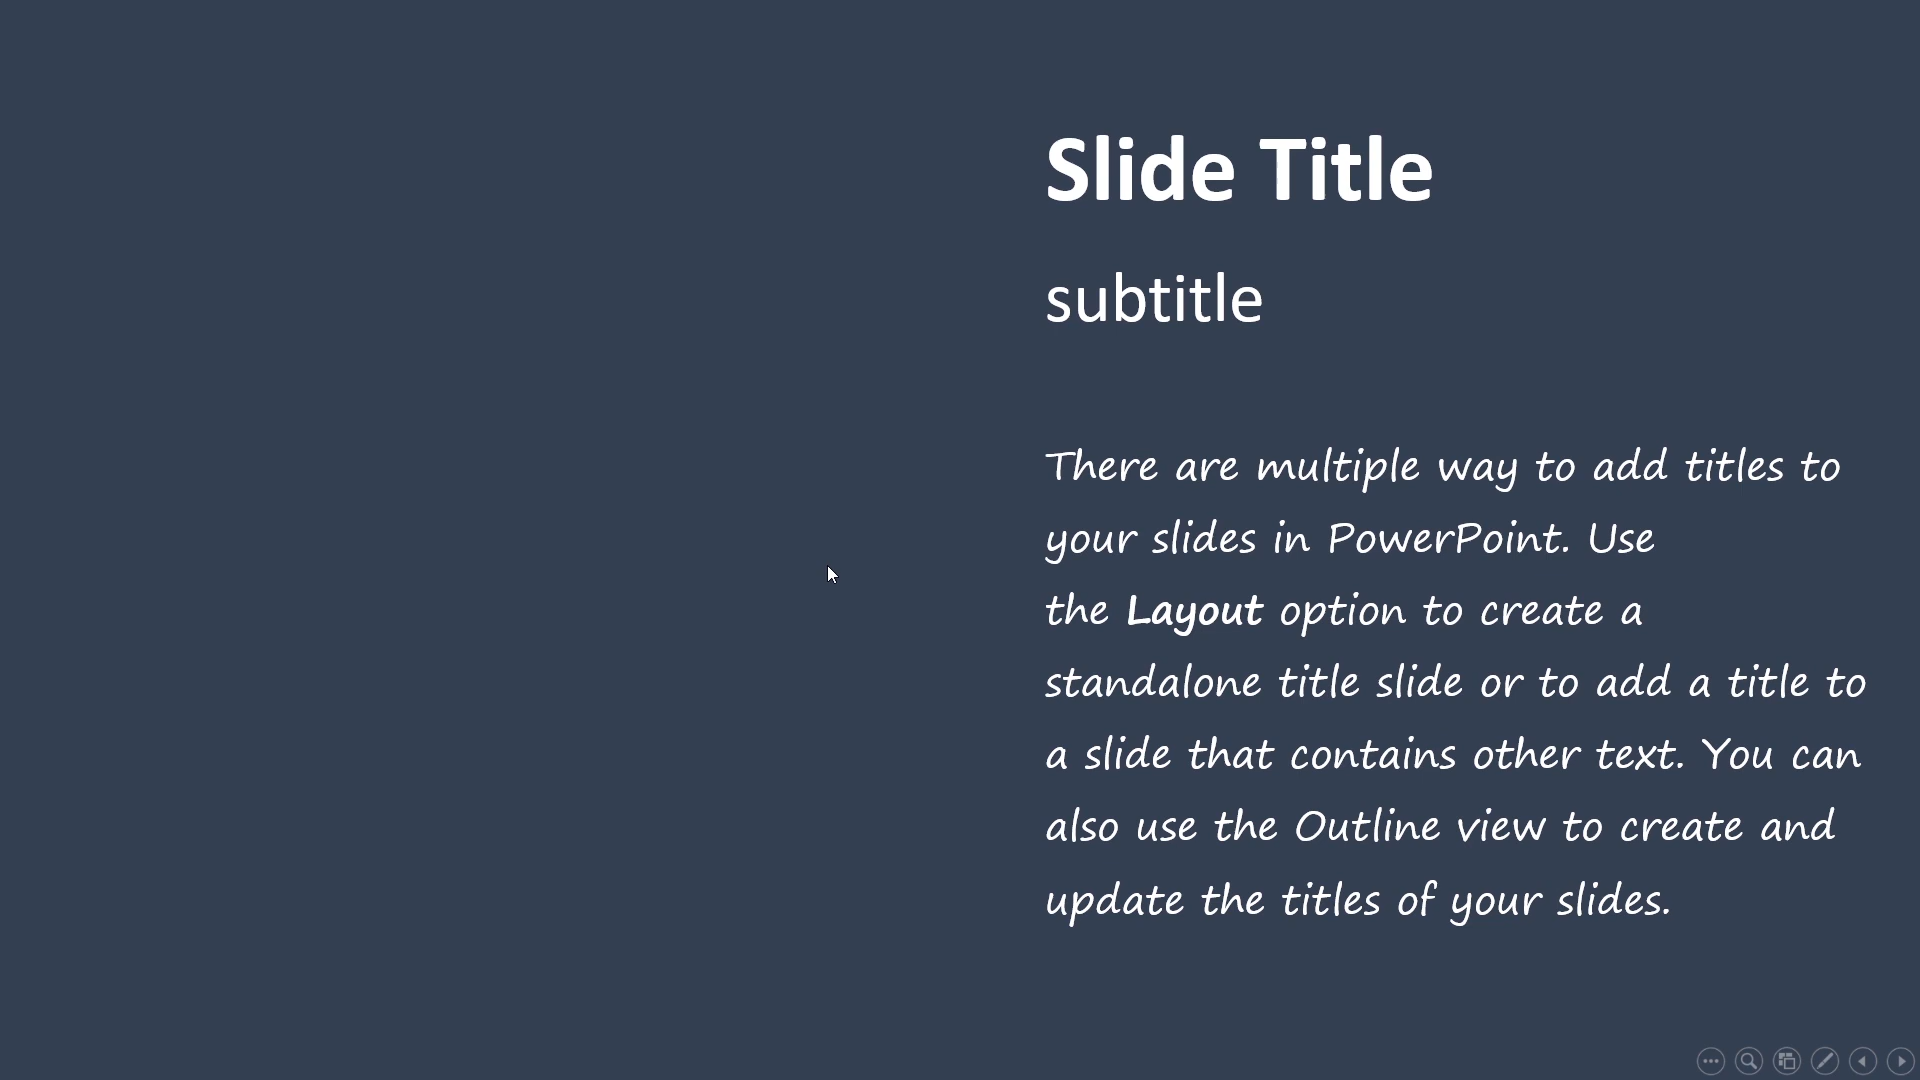 Slide Title
subtitle
There are multiple way to add titles to
your slides in PowerPoint. Use
the Layout option to create a
standalone title slide or to add a title to
a slide that contains other text. You can
also use the Outline view to create and
update the titles of your slides.